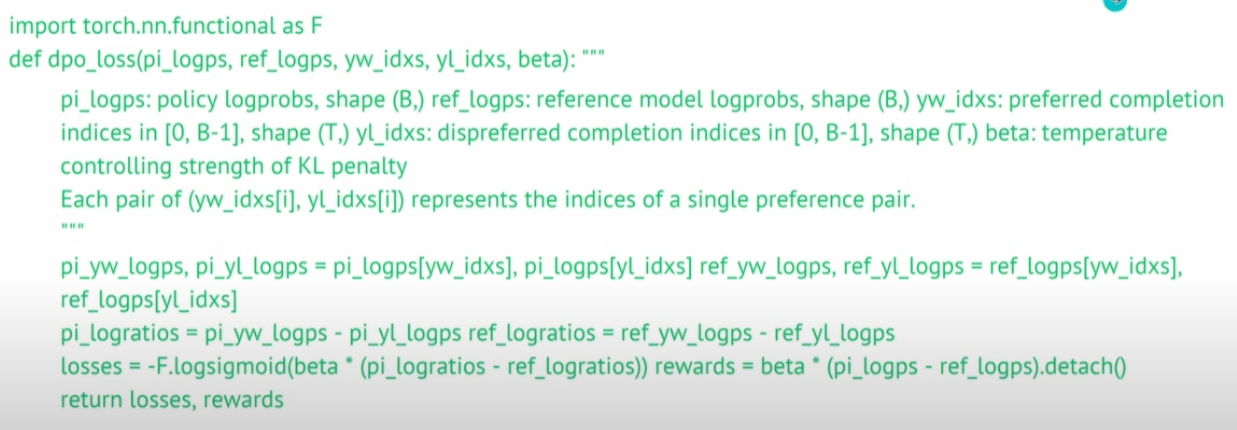 import torch.nn.functional as F
def dpo_loss(pi_logps, ref_logps, yw_idxs, yl_idxs, beta): """
pi_logps: policy logprobs, shape (B,) ref_logps: reference model logprobs, shape (B,) yw_idxs: preferred completion
indices in [0, B-1], shape (T,) yl_idxs: dispreferred completion indices in [0, B-1], shape (T,) beta: temperature
controlling strength of KL penalty
Each pair of (yw_idxs[i], yl_idxs[i]) represents the indices of a single preference pair.
"""
pi_yw_logps, pi_yl_logps = pi_logps[yw_idxs], pi_logps[yl_idxs] ref_yw_logps, ref_yl_logps = ref_logps[yw_idxs],
ref_logps[yl_idxs]
pi_logratios = pi_yw_logps - pi_yl_logps ref_logratios = ref_yw_logps - ref_yl_logps
losses = -F.logsigmoid(beta * (pi_logratios - ref_logratios)) rewards = beta * (pi_logps - ref_logps).detach()
return losses, rewards